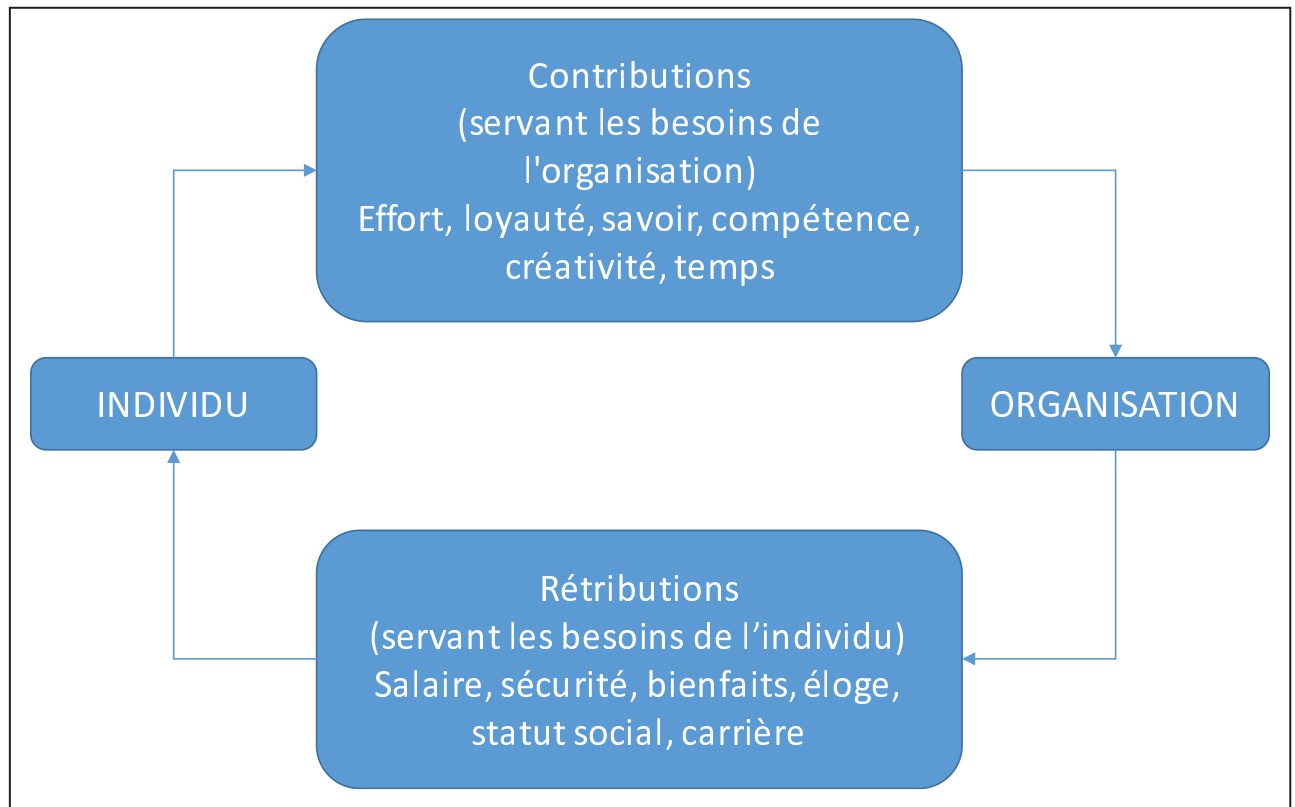 Contributions
(servant les besoins de
l'organisation)
Effort, loyauté, savoir, compétence,
créativité, temps
INDIVIDU
ORGANISATION
Rétributions
(servant les besoins de l’individu)
Salaire, sécurité, bienfaits, éloge,
statut social, carrière